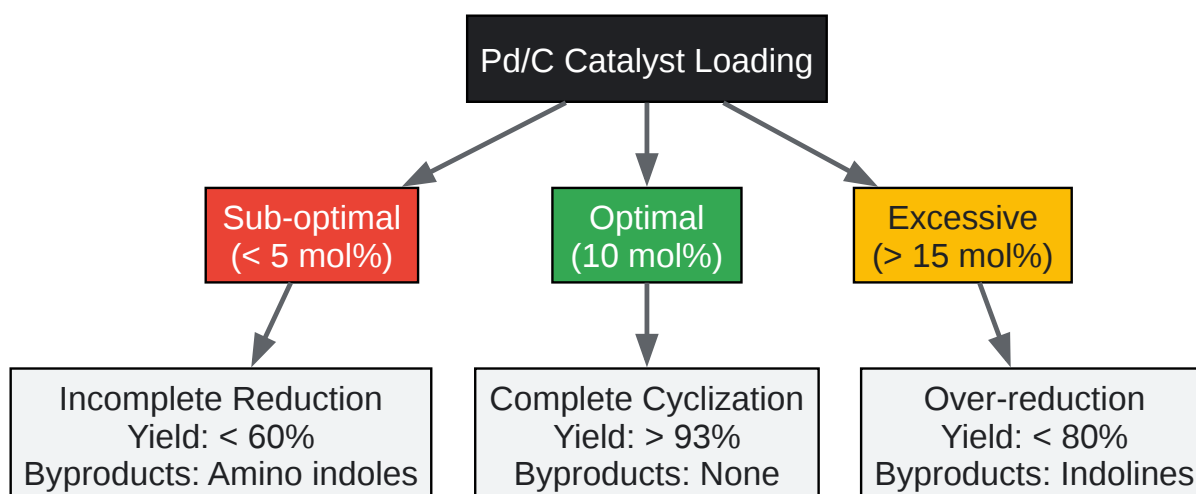 Pd/C Catalyst Loading
Sub-optimal
(< 5 mol%)
Optimal
(10 mol%)
Excessive
(> 15 mol%)
Incomplete Reduction
Yield: < 60%
Byproducts: Amino indoles
Complete Cyclization
Yield: > 93%
Byproducts: None
Over-reduction
Yield: < 80%
Byproducts: Indolines